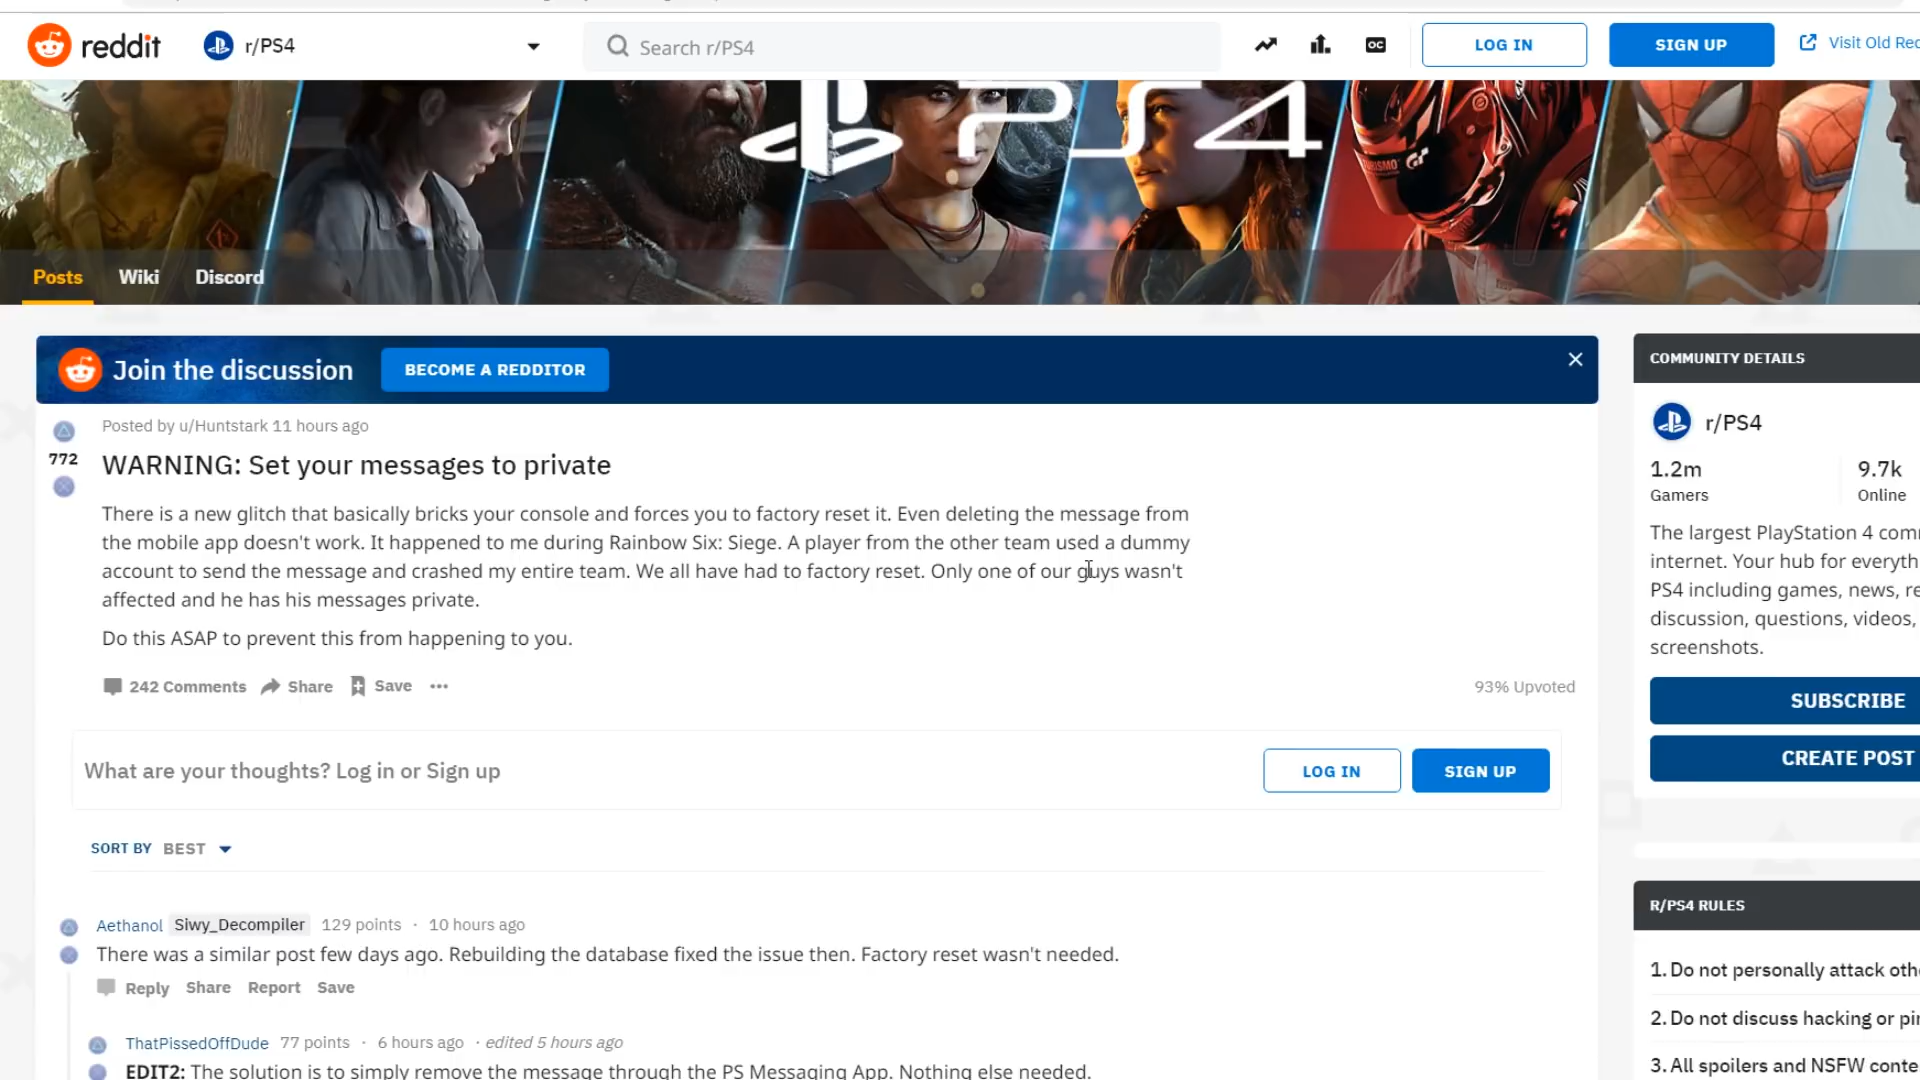 reddit
r/PS4
Search r/PS4
OC
LOG IN
SIGN UP
Visit Old Rec
PS4
TURISMO
GT
Posts
Wiki
Discord
Join the discussion
BECOME A REDDITOR
Posted by u/Huntstark 11 hours ago
772
WARNING: Set your messages to private
There is a new glitch that basically bricks your console and forces you to factory reset it. Even deleting the message from
the mobile app doesn't work. It happened to me during Rainbow Six: Siege. A player from the other team used a dummy
account to send the message and crashed my entire team. We all have had to factory reset. Only one of our guys wasn't
affected and he has his messages private.
Do this ASAP to prevent this from happening to you.
242 Comments
Share
Save
93% Upvoted
What are your thoughts? Log in or Sign up
LOG IN
SIGN UP
SORT BY BEST
Aethanol Siwy_Decompiler 129 points · 10 hours ago
There was a similar post few days ago. Rebuilding the database fixed the issue then. Factory reset wasn't needed.
Reply Share Report Save
ThatPissedOffDude 77 points · 6 hours ago · edited 5 hours ago
EDIT2: The solution is to simply remove the message through the PS Messaging App. Nothing else needed.
COMMUNITY DETAILS
r/PS4
1.2m
Gamers
9.7k
Online
The largest PlayStation 4 comm
internet. Your hub for everyth
PS4 including games, news, re
discussion, questions, videos,
screenshots.
SUBSCRIBE
CREATE POST
R/PS4 RULES
1. Do not personally attack oth
2. Do not discuss hacking or pi
3. All spoilers and NSFW conte